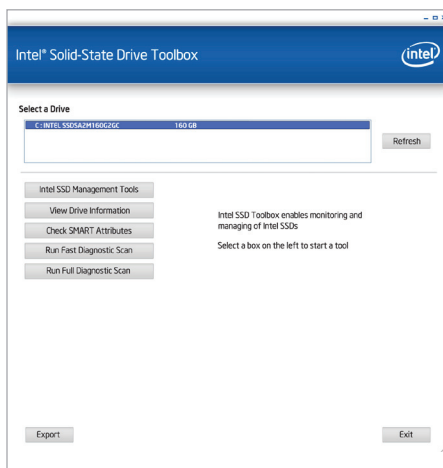 Intel® Solid-State Drive Toolbox
intel
Select a Drive
C: INTEL SSDSA2M160G2GC 160 GB
Refresh
Intel SSD Management Tools
View Drive Information
Check SMART Attributes
Run Fast Diagnostic Scan
Run Full Diagnostic Scan
Intel SSD Toolbox enables monitoring and
managing of Intel SSDs
Select a box on the left to start a tool
Export
Exit